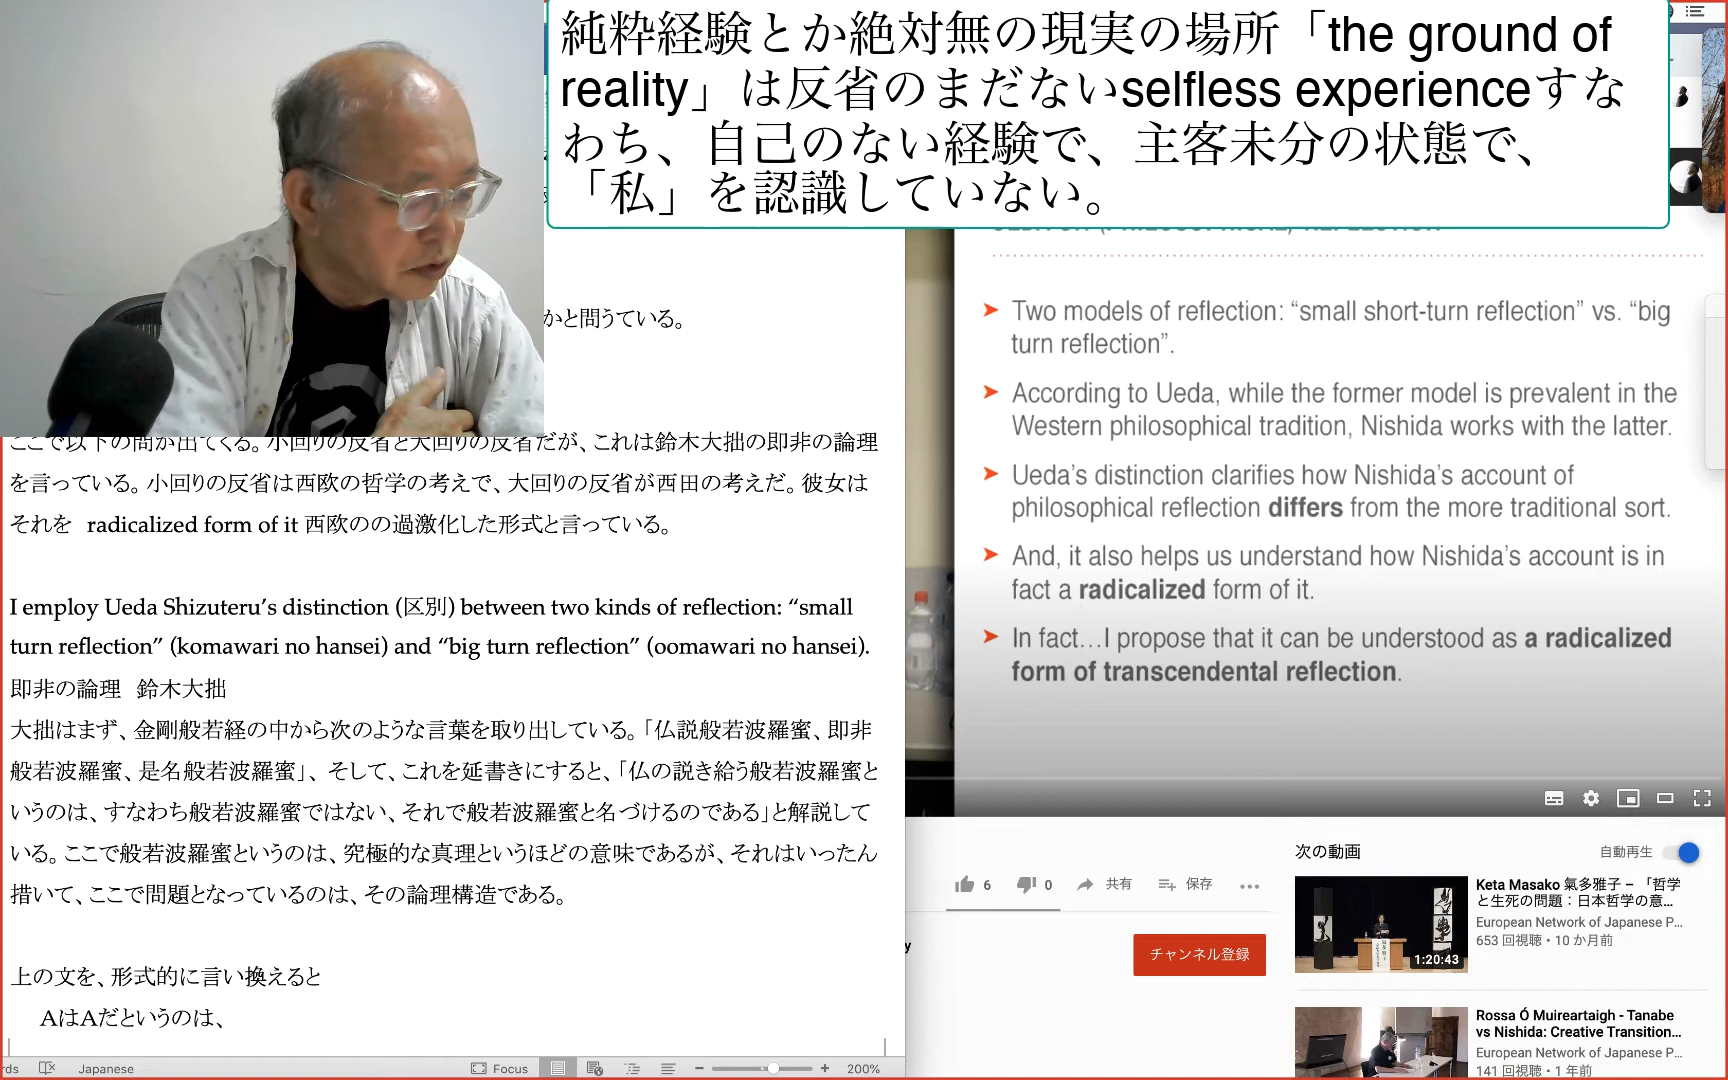 純粋経験とか絶対無の現実の場所「the ground of
reality」は反省のまだないselfless experienceすな
わち、自己のない経験で、主客未分の状態で、
「私」を認識していない。
かと問うている。
ここで以下の問が出てくる。小回りの反省と大回りの反省だが、これは鈴木大拙の即非の論理
を言っている。小回りの反省は西欧の哲学の考えで、大回りの反省が西田の考えだ。彼女は
それを radicalized form of it 西欧のの過激化した形式と言っている。
I employ Ueda Shizuteru’s distinction (区別) between two kinds of reflection: “small
turn reflection” (komawari no hansei) and “big turn reflection” (oomawari no hansei).
即非の論理 鈴木大拙
大拙はまず、金剛般若経の中から次のような言葉を取り出している。「仏説般若波羅蜜、即非
般若波羅蜜、是名般若波羅蜜」、そして、これを延書きにすると、「仏の説き給う般若波羅蜜と
いうのは、すなわち般若波羅蜜ではない、それで般若波羅蜜と名づけるのである」と解説して
いる。ここで般若波羅蜜というのは、究極的な真理というほどの意味であるが、それはいったん
措いて、ここで問題となっているのは、その論理構造である。
上の文を、形式的に言い換えると
AはAだというのは、
rds Japanese Focus 200%
➤ Two models of reflection: “small short-turn reflection” vs. “big
turn reflection”.
➤ According to Ueda, while the former model is prevalent in the
Western philosophical tradition, Nishida works with the latter.
➤ Ueda’s distinction clarifies how Nishida’s account of
philosophical reflection differs from the more traditional sort.
➤ And, it also helps us understand how Nishida’s account is in
fact a radicalized form of it.
➤ In fact…I propose that it can be understood as a radicalized
form of transcendental reflection.
6 0 共有 保存
y
チャンネル登録
次の動画 自動再生
Keta Masako 氣多雅子 – 「哲学
と生死の問題：日本哲学の意...
European Network of Japanese P...
653 回視聴・10 か月前
1:20:43
Rossa Ó Muireartaigh - Tanabe
vs Nishida: Creative Transition...
European Network of Japanese P...
141 回視聴・1 年前